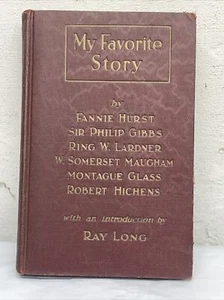 My Favorite
Story
by
FANNIE HURST
SIR PHILIP GIBBS
RING W. LARDNER
W. SOMERSET MAUGHAM
MONTAGUE GLASS
ROBERT HICHENS
with an introduction by
RAY LONG